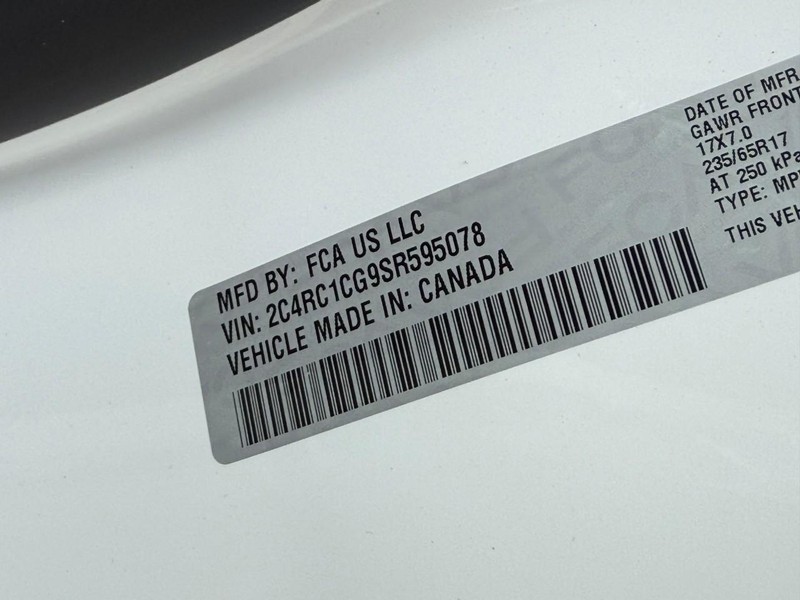 MFD BY: FCA US LLC
VIN: 2C4RC1CG9SR595078
VEHICLE MADE IN: CANADA
DATE OF MFR
GAWR FRONT
17X7.0
235/65R17
AT 250 kPa
TYPE: MP
THIS VEH